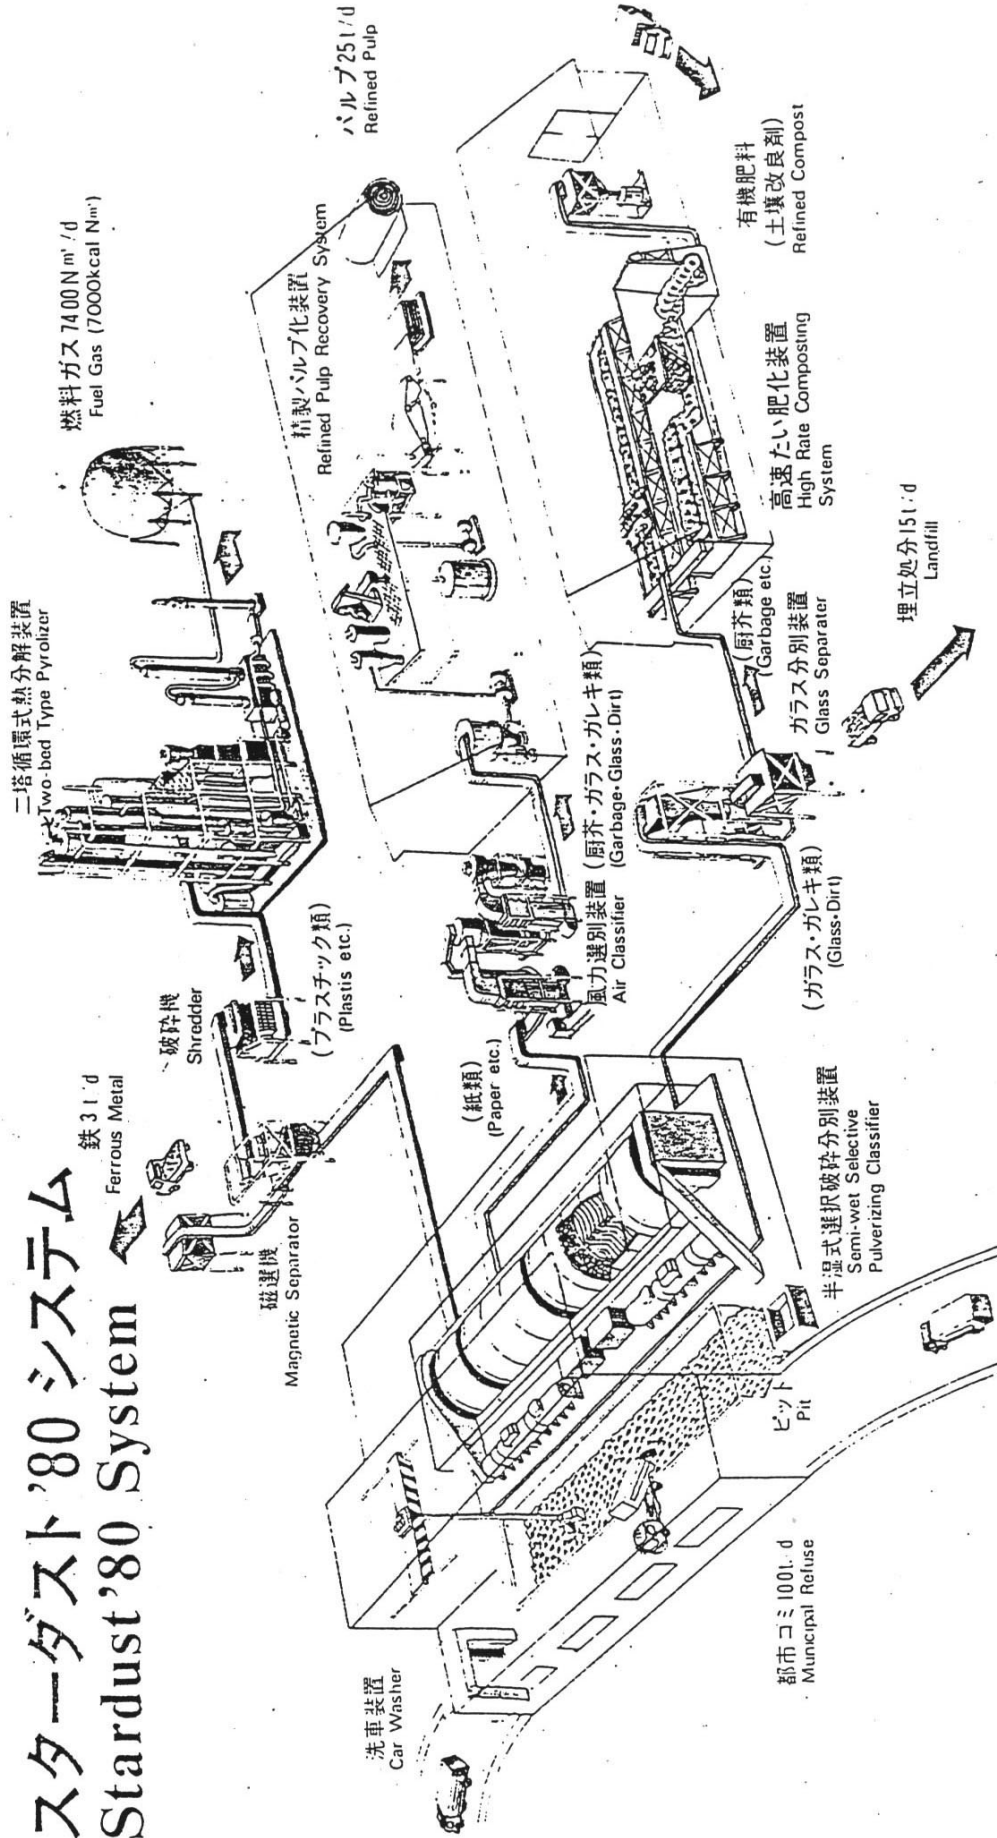 スターダスト'80 システム
Stardust '80 System
燃料ガス 7400Nm³/d
Fuel Gas (7000kcal Nm³)
二塔循環式熱分解装置
Two-bed Type Pyrolizer
パルプ25t/d
Refined Pulp
鉄3t/d
Ferrous Metal
破砕機
Shredder
(プラスチック類)
(Plastis etc.)
精製パルプ化装置
Refined Pulp Recovery System
磁選機
Magnetic Separator
(紙類)
(Paper etc.)
風力選別装置
Air Classifier
(厨芥・ガラス・ガレキ類)
(Garbage・Glass・Dirt)
有機肥料
(土壌改良剤)
Refined Compost
高速たい肥化装置
High Rate Composting
System
(厨芥類)
(Garbage etc.)
ガラス分別装置
Glass Separater
(ガラス・ガレキ類)
(Glass・Dirt)
埋立処分15t/d
Landfill
半湿式選択破砕分別装置
Semi-wet Selective
Pulverizing Classifier
ピット
Pit
洗車装置
Car Washer
都市ゴミ100t/d
Municipal Refuse